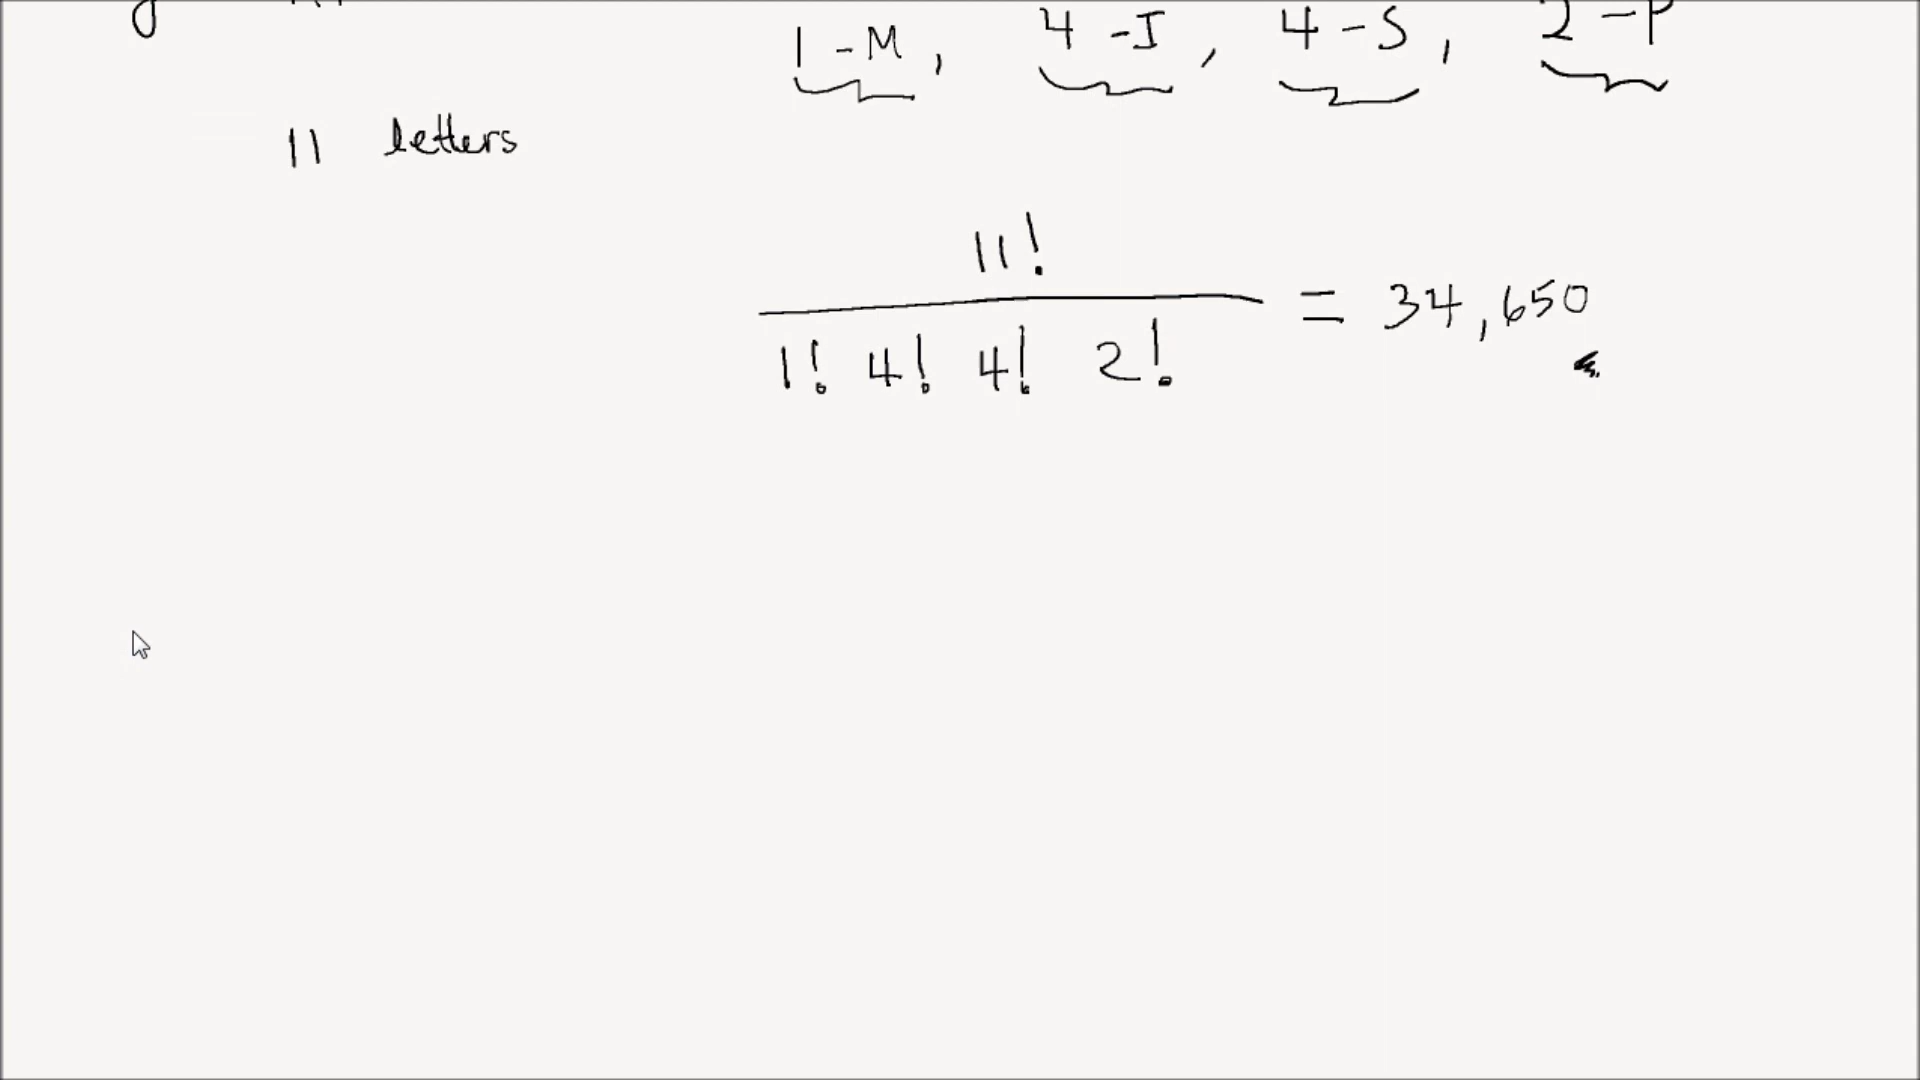 1 - M, 4 - I, 4 - S, 2 - P
11 letters
11!
1! 4! 4! 2! = 34,650